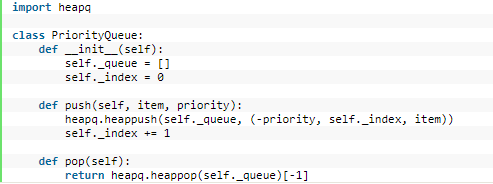 import heapq
class PriorityQueue:
    def __init__(self):
        self._queue = []
        self._index = 0
    def push(self, item, priority):
        heapq.heappush(self._queue, (-priority, self._index, item))
        self._index += 1
    def pop(self):
        return heapq.heappop(self._queue)[-1]